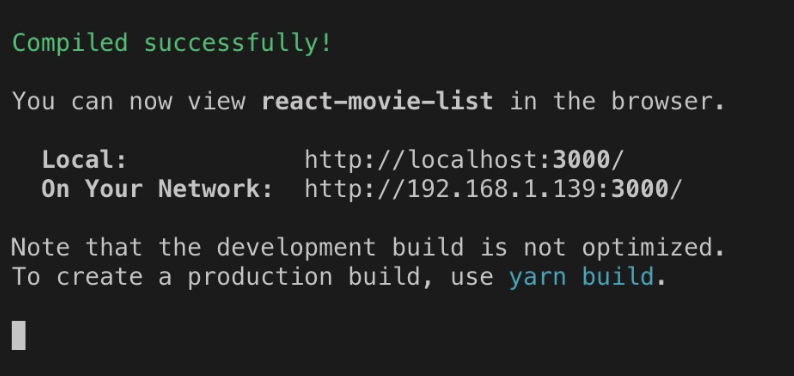 Compiled successfully!
You can now view react-movie-list in the browser.
Local: http://localhost:3000/
On Your Network: http://192.168.1.139:3000/
Note that the development build is not optimized.
To create a production build, use yarn build.